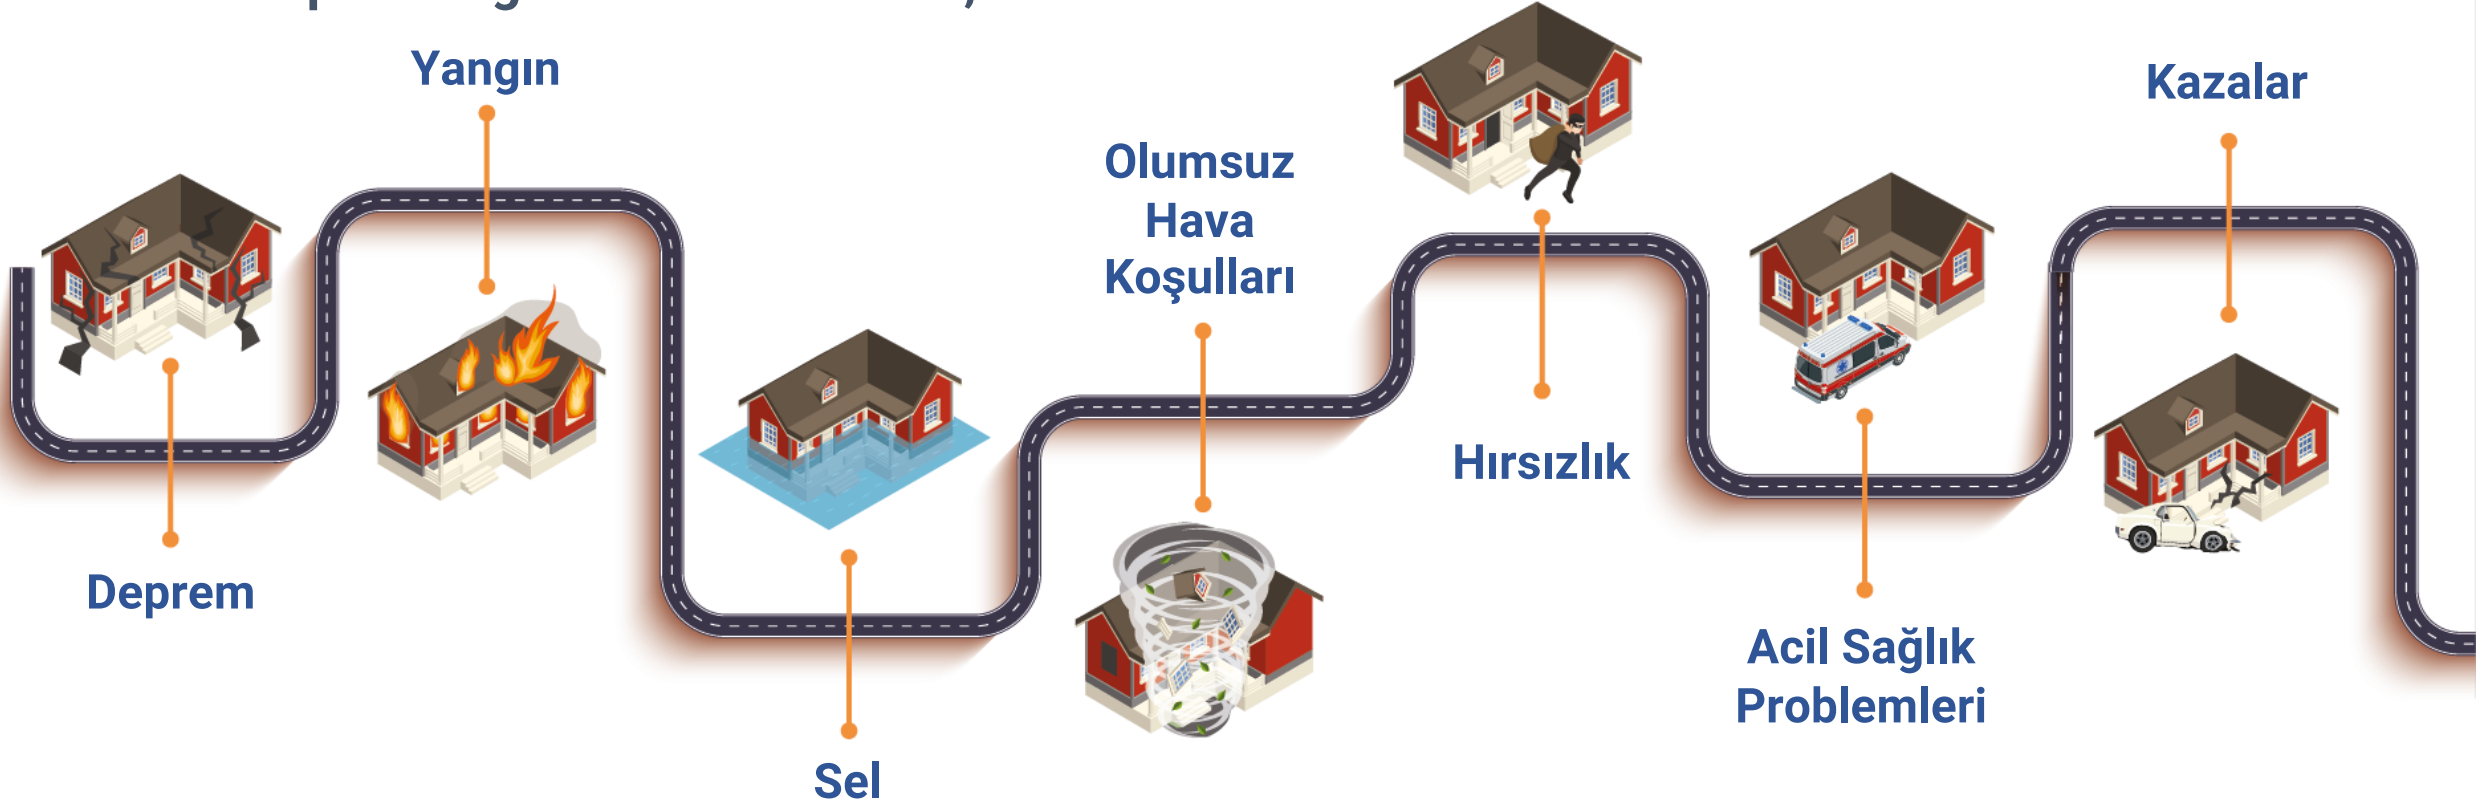 Yangın
Kazalar
Olumsuz
Hava
Koşulları
Hırsızlık
Deprem
Acil Sağlık
Problemleri
Sel